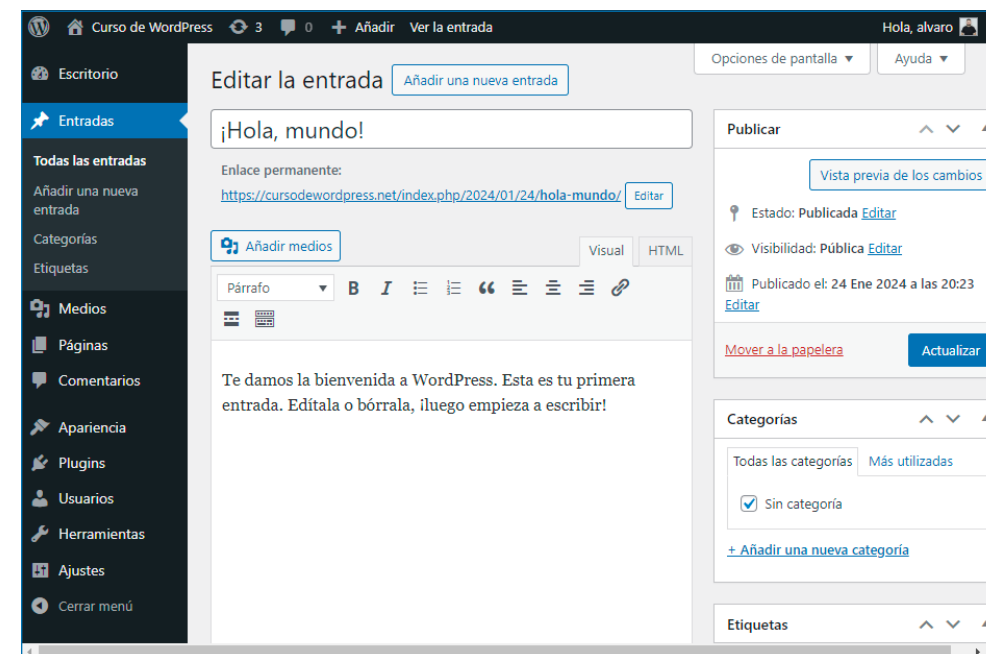 Curso de WordPress 3 0 + Añadir Ver la entrada Hola, alvaro
Escritorio
Entradas
Todas las entradas
Añadir una nueva
entrada
Categorías
Etiquetas
Medios
Páginas
Comentarios
Apariencia
Plugins
Usuarios
Herramientas
Ajustes
Cerrar menú
Opciones de pantalla ▼ Ayuda ▼
Editar la entrada Añadir una nueva entrada
¡Hola, mundo!
Enlace permanente:
https://cursodewordpress.net/index.php/2024/01/24/hola-mundo/ Editar
Añadir medios
Visual HTML
Párrafo ▼ B I
Te damos la bienvenida a WordPress. Esta es tu primera
entrada. Edítala o bórrala, ¡luego empieza a escribir!
Publicar
Vista previa de los cambios
Estado: Publicada Editar
Visibilidad: Pública Editar
Publicado el: 24 Ene 2024 a las 20:23
Editar
Mover a la papelera Actualizar
Categorías
Todas las categorías Más utilizadas
Sin categoría
+ Añadir una nueva categoría
Etiquetas